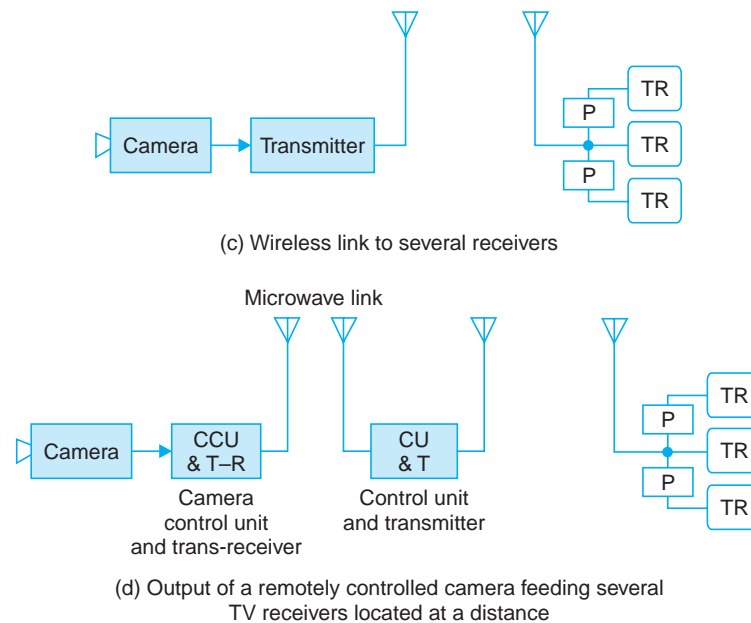 TR
P
Camera
Transmitter
TR
P
TR
(c) Wireless link to several receivers
Microwave link
TR
P
Camera
CCU
& T–R
CU
& T
TR
P
Camera
control unit
and trans-receiver
Control unit
and transmitter
TR
(d) Output of a remotely controlled camera feeding several
TV receivers located at a distance